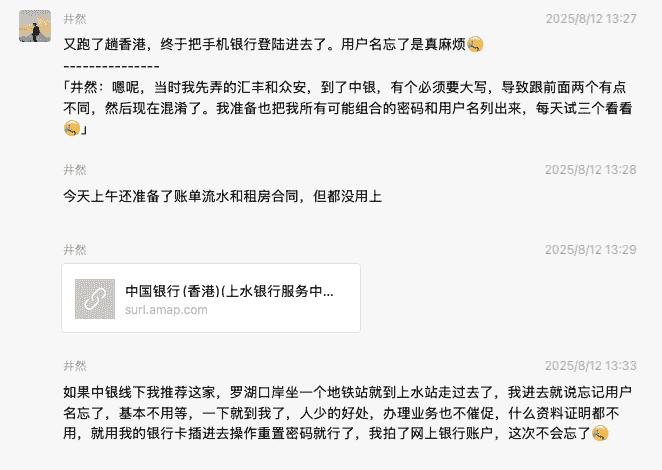 井然
2025/8/12 13:27
又跑了趟香港，终于把手机银行登陆进去了。用户名忘了是真麻烦
---------------
「井然：嗯呢，当时我先弄的汇丰和众安，到了中银，有个必须要大写，导致跟前面两个有点
不同，然后现在混淆了。我准备也把我所有可能组合的密码和用户名列出来，每天试三个看看
」
井然
2025/8/12 13:28
今天上午还准备了账单流水和租房合同，但都没用上
井然
2025/8/12 13:29
中国银行(香港)(上水银行服务中...
surl.amap.com
井然
2025/8/12 13:33
如果中银线下我推荐这家，罗湖口岸坐一个地铁站就到上水站走过去了，我进去就说忘记用户
名忘了，基本不用等，一下就到我了，人少的好处，办理业务也不催促，什么资料证明都不
用，就用我的银行卡插进去操作重置密码就行了，我拍了网上银行账户，这次不会忘了